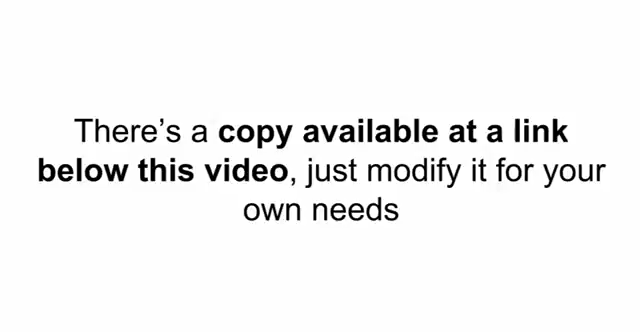 There’s a copy available at a link
below this video, just modify it for your
own needs